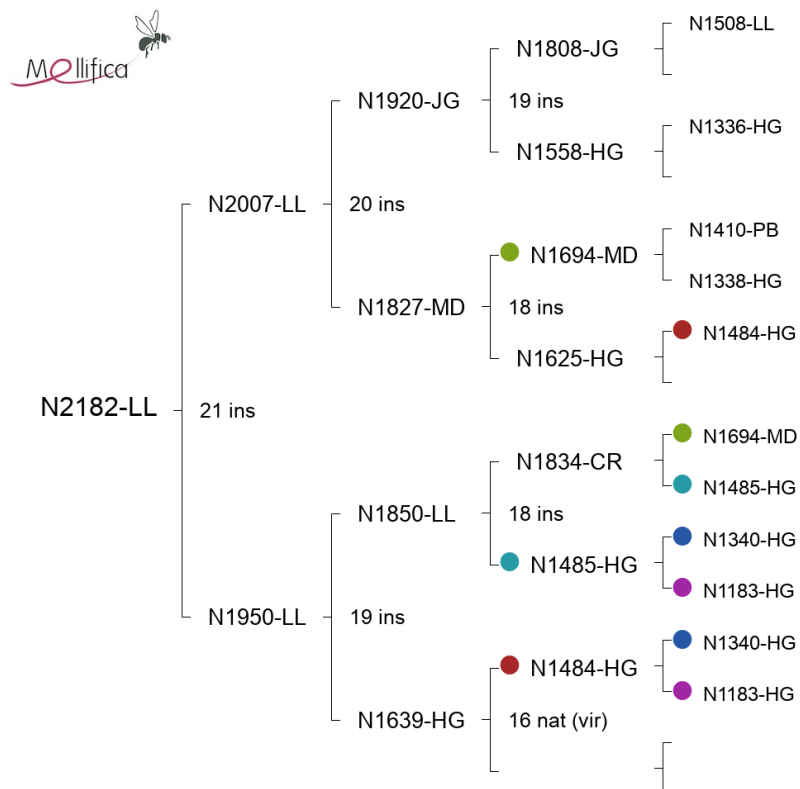 Mellifica
N1508-LL
N1808-JG
N1920-JG
19 ins
N1336-HG
N1558-HG
N2007-LL
20 ins
N1410-PB
N1694-MD
N1338-HG
N1827-MD
18 ins
N1484-HG
N1625-HG
N2182-LL
21 ins
N1694-MD
N1834-CR
N1485-HG
N1850-LL
18 ins
N1340-HG
N1485-HG
N1183-HG
N1950-LL
19 ins
N1340-HG
N1484-HG
N1183-HG
N1639-HG
16 nat (vir)